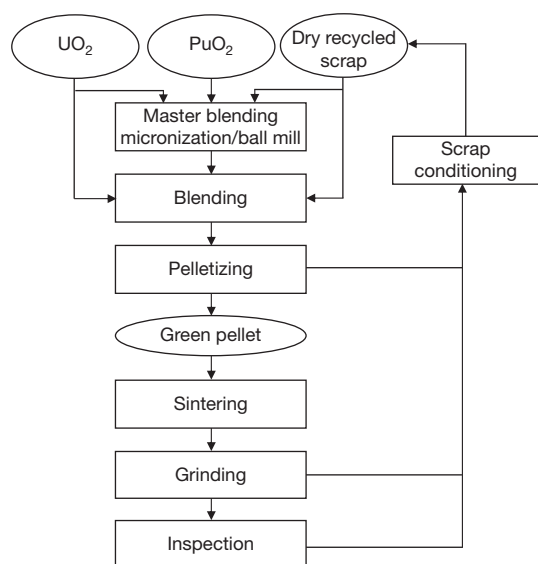 UO₂
PuO₂
Dry recycled
scrap
Master blending
micronization/ball mill
Scrap
conditioning
Blending
Pelletizing
Green pellet
Sintering
Grinding
Inspection